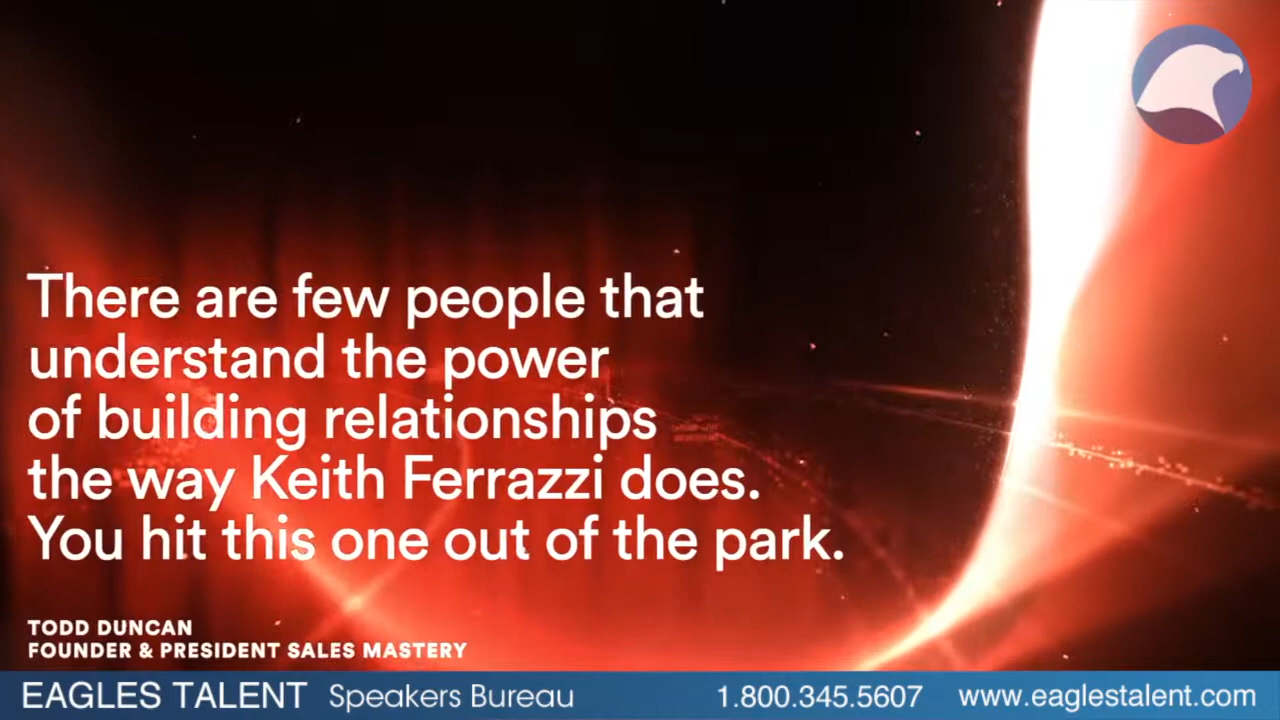 There are few people that
understand the power
of building relationships
the way Keith Ferrazzi does.
You hit this one out of the park.
TODD DUNCAN
FOUNDER & PRESIDENT SALES MASTERY
EAGLES TALENT Speakers Bureau 1.800.345.5607 www.eaglestalent.com